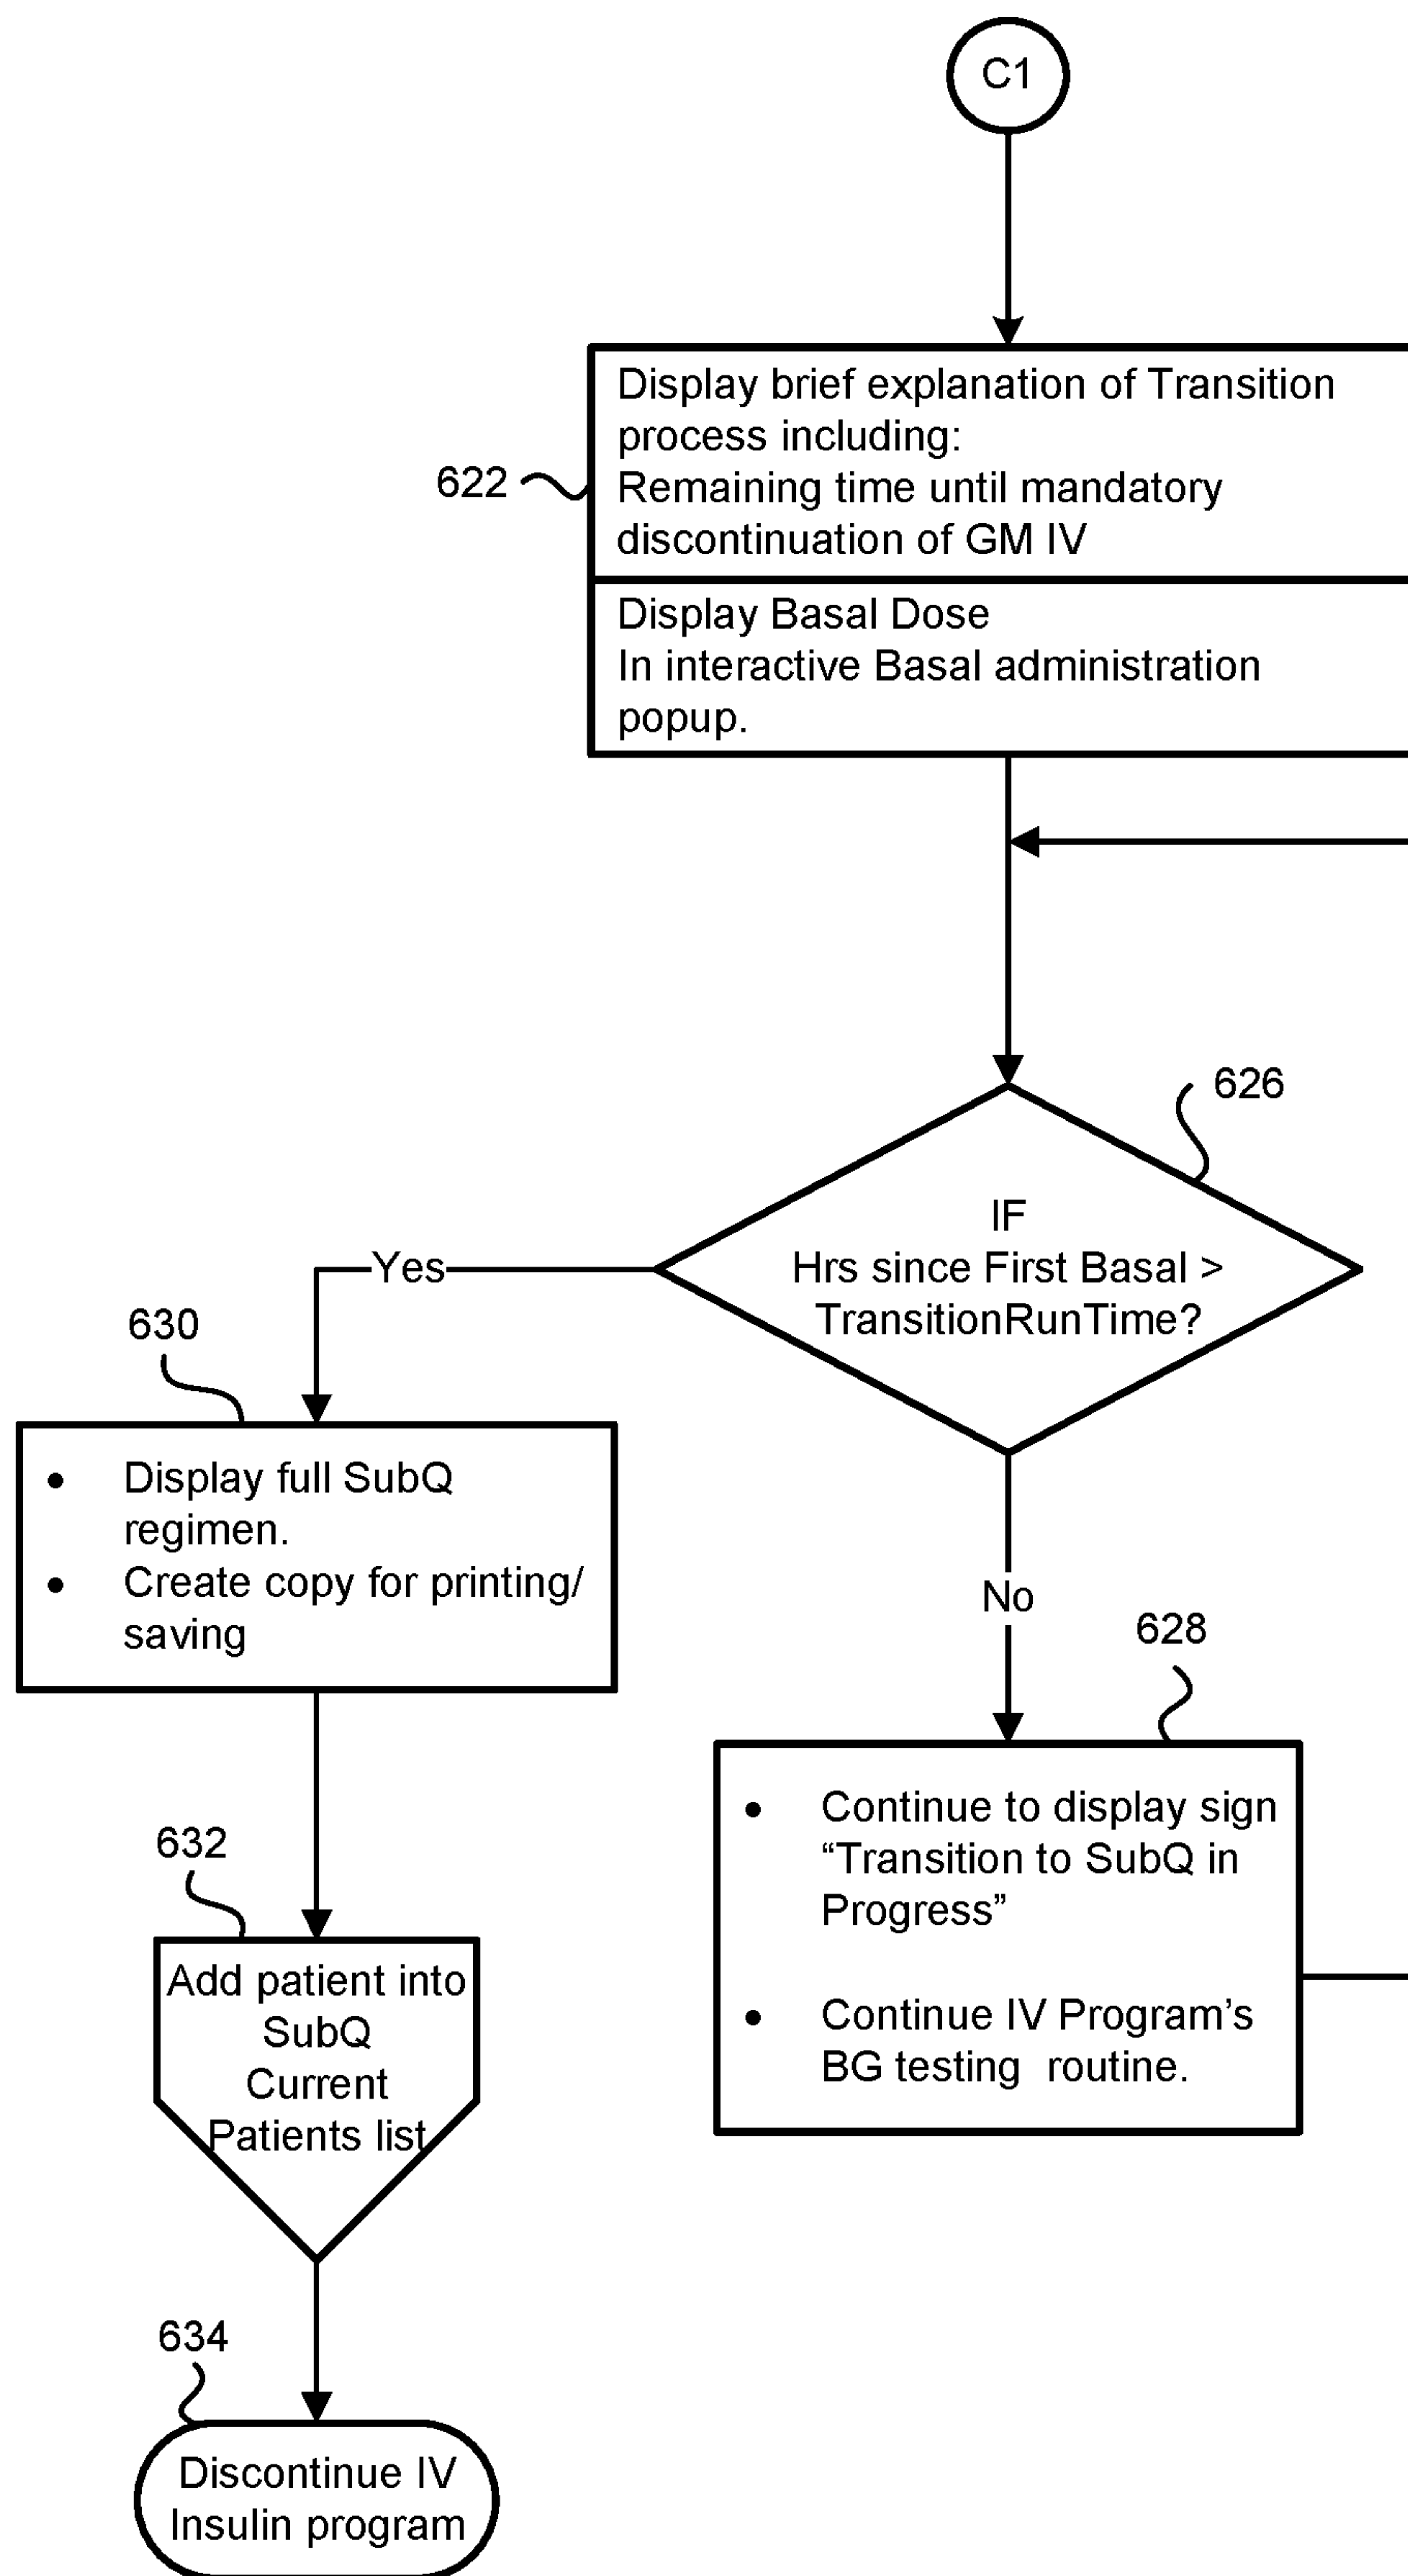 C1
Display brief explanation of Transition
process including:
Remaining time until mandatory
discontinuation of GM IV
622
Display Basal Dose
In interactive Basal administration
popup.
626
IF
Hrs since First Basal >
TransitionRunTime?
Yes
No
630
• Display full SubQ
regimen.
• Create copy for printing/
saving
628
• Continue to display sign
“Transition to SubQ in
Progress”
• Continue IV Program’s
BG testing routine.
632
Add patient into
SubQ
Current
Patients list
634
Discontinue IV
Insulin program